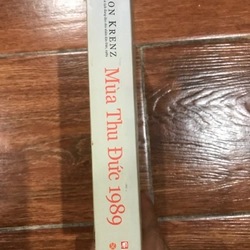 ON KRENZ
Mùa Thu Đức 1989